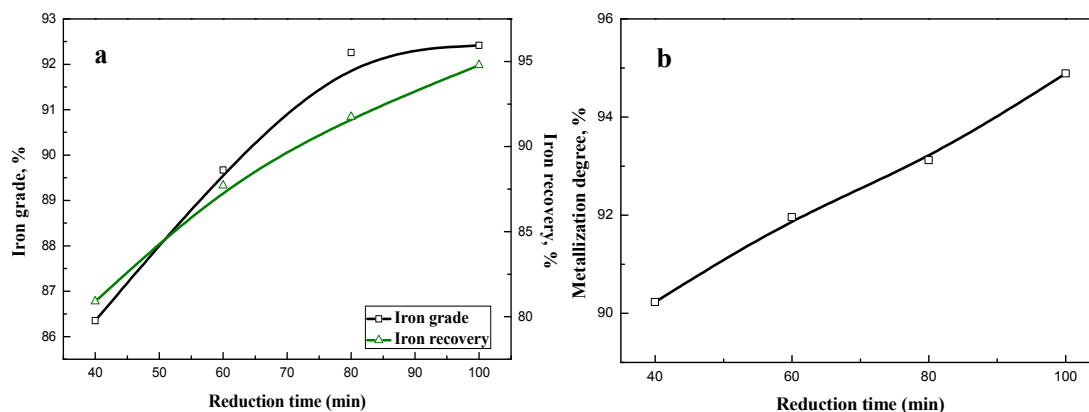 a
93
92
91
90
89
88
87
86
Iron grade, %
95
90
85
80
Iron recovery, %
Iron grade
Iron recovery
40 50 60 70 80 90 100
Reduction time (min)
b
96
94
92
90
Metallization degree, %
40 60 80 100
Reduction time (min)